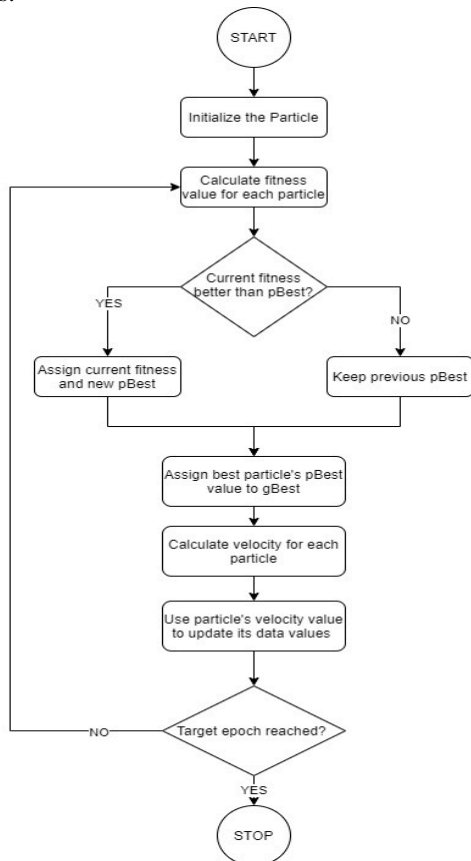 START
Initialize the Particle
Calculate fitness
value for each particle
Current fitness
better than pBest?
YES
NO
Assign current fitness
and new pBest
Keep previous pBest
Assign best particle's pBest
value to gBest
Calculate velocity for each
particle
Use particle's velocity value
to update its data values
Target epoch reached?
NO
YES
STOP